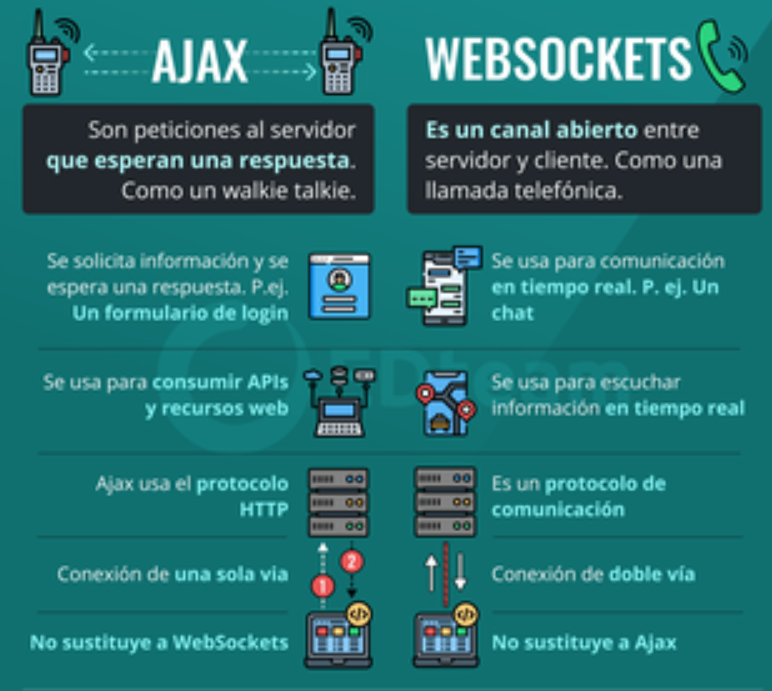 AJAX
Son peticiones al servidor
que esperan una respuesta.
Como un walkie talkie.
Se solicita información y se
espera una respuesta. P.ej.
Un formulario de login
Se usa para consumir APIs
y recursos web
Ajax usa el protocolo
HTTP
Conexión de una sola via
No sustituye a WebSockets
1
2
WEBSOCKETS
Es un canal abierto entre
servidor y cliente. Como una
llamada telefónica.
Se usa para comunicación
en tiempo real. P. ej. Un
chat
Se usa para escuchar
información en tiempo real
Es un protocolo de
comunicación
Conexión de doble vía
No sustituye a Ajax
EDteam